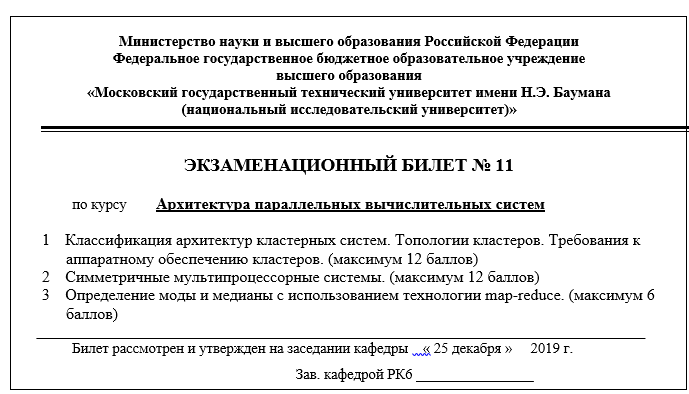 Министерство науки и высшего образования Российской Федерации
Федеральное государственное бюджетное образовательное учреждение
высшего образования
«Московский государственный технический университет имени Н.Э. Баумана
(национальный исследовательский университет)»
ЭКЗАМЕНАЦИОННЫЙ БИЛЕТ № 11
по курсу Архитектура параллельных вычислительных систем
1 Классификация архитектур кластерных систем. Топологии кластеров. Требования к
аппаратному обеспечению кластеров. (максимум 12 баллов)
2 Симметричные мультипроцессорные системы. (максимум 12 баллов)
3 Определение моды и медианы с использованием технологии map-reduce. (максимум 6
баллов)
Билет рассмотрен и утвержден на заседании кафедры « 25 декабря » 2019 г.
Зав. кафедрой РК6 ________________